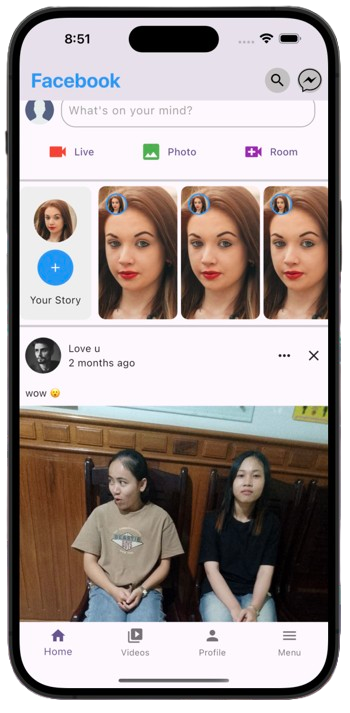 8:51
Facebook
What's on your mind?
Live
Photo
Room
Your Story
Love u
2 months ago
wow 😯
Home
Videos
Profile
Menu